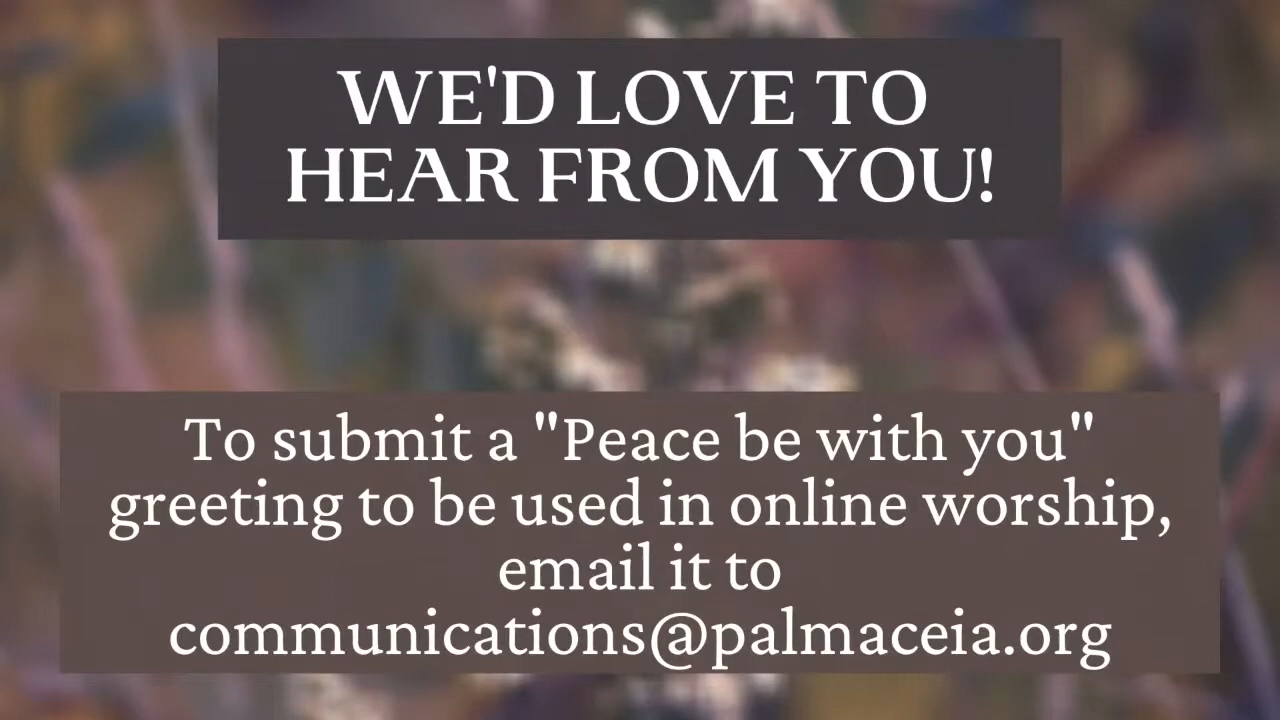 WE'D LOVE TO
HEAR FROM YOU!
To submit a "Peace be with you"
greeting to be used in online worship,
email it to
communications@palmaceia.org